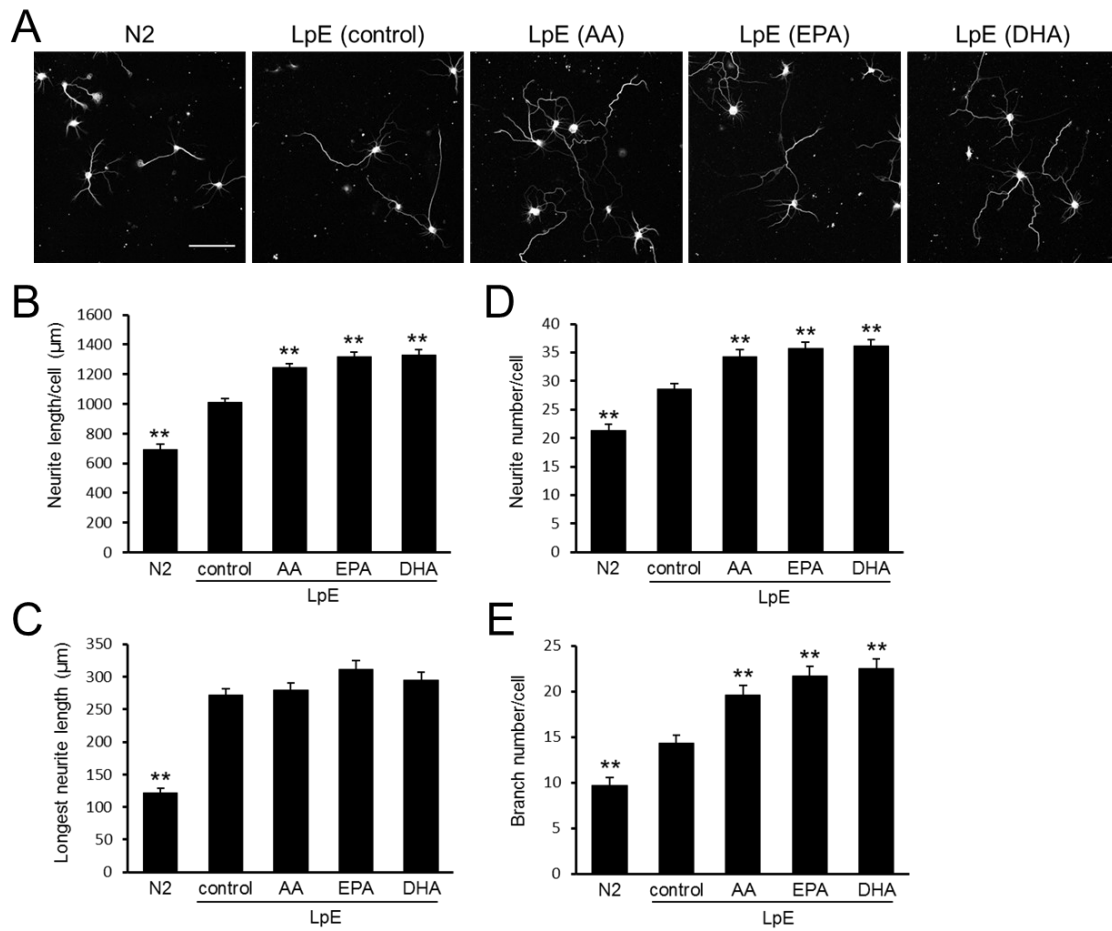 A
N2 LpE (control) LpE (AA) LpE (EPA) LpE (DHA)
B
Neurite length/cell (µm)
1600
1400
1200
1000
800
600
400
200
0
** ** ** **
N2 control AA EPA DHA
LpE
D
Neurite number/cell
40
35
30
25
20
15
10
5
0
** ** ** **
N2 control AA EPA DHA
LpE
C
Longest neurite length (µm)
350
300
250
200
150
100
50
0
**
N2 control AA EPA DHA
LpE
E
Branch number/cell
25
20
15
10
5
0
** ** ** **
N2 control AA EPA DHA
LpE